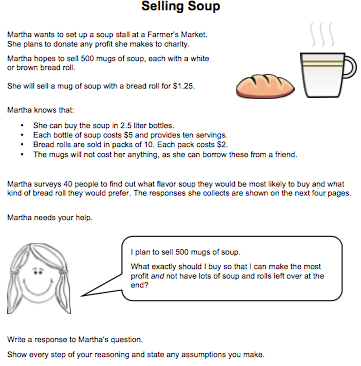 Selling Soup
Martha wants to set up a soup stall at a Farmer's Market.
She plans to donate any profit she makes to charity.
Martha hopes to sell 500 mugs of soup, each with a white
or brown bread roll.
She will sell a mug of soup with a bread roll for $1.25.
Martha knows that:
• She can buy the soup in 2.5 liter bottles.
• Each bottle of soup costs $5 and provides ten servings.
• Bread rolls are sold in packs of 10. Each pack costs $2.
• The mugs will not cost her anything, as she can borrow these from a friend.
Martha surveys 40 people to find out what flavor soup they would be most likely to buy and what
kind of bread roll they would prefer. The responses she collects are shown on the next four pages.
Martha needs your help.
I plan to sell 500 mugs of soup.
What exactly should I buy so that I can make the most
profit and not have lots of soup and rolls left over at the
end?
Write a response to Martha's question.
Show every step of your reasoning and state any assumptions you make.